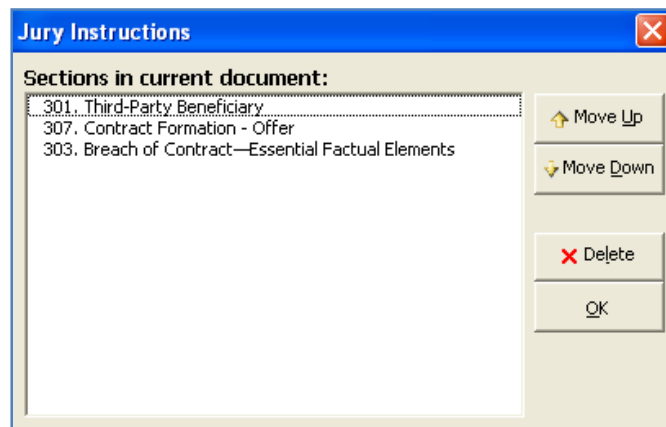 Jury Instructions
Sections in current document:
301. Third-Party Beneficiary
307. Contract Formation - Offer
303. Breach of Contract—Essential Factual Elements
Move Up
Move Down
Delete
OK